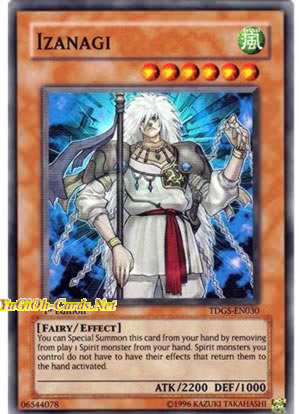 IZANAGI
風
YuGiOh-Cards.Net
Edition
TDGS-EN030
[FAIRY/EFFECT]
You can Special Summon this card from your hand by removing
from play 1 Spirit monster from your hand. Spirit monsters you
control do not have to have their effects that return them to
the hand activated.
ATK/2200 DEF/1000
06544078
©1996 KAZUKI TAKAHASHI